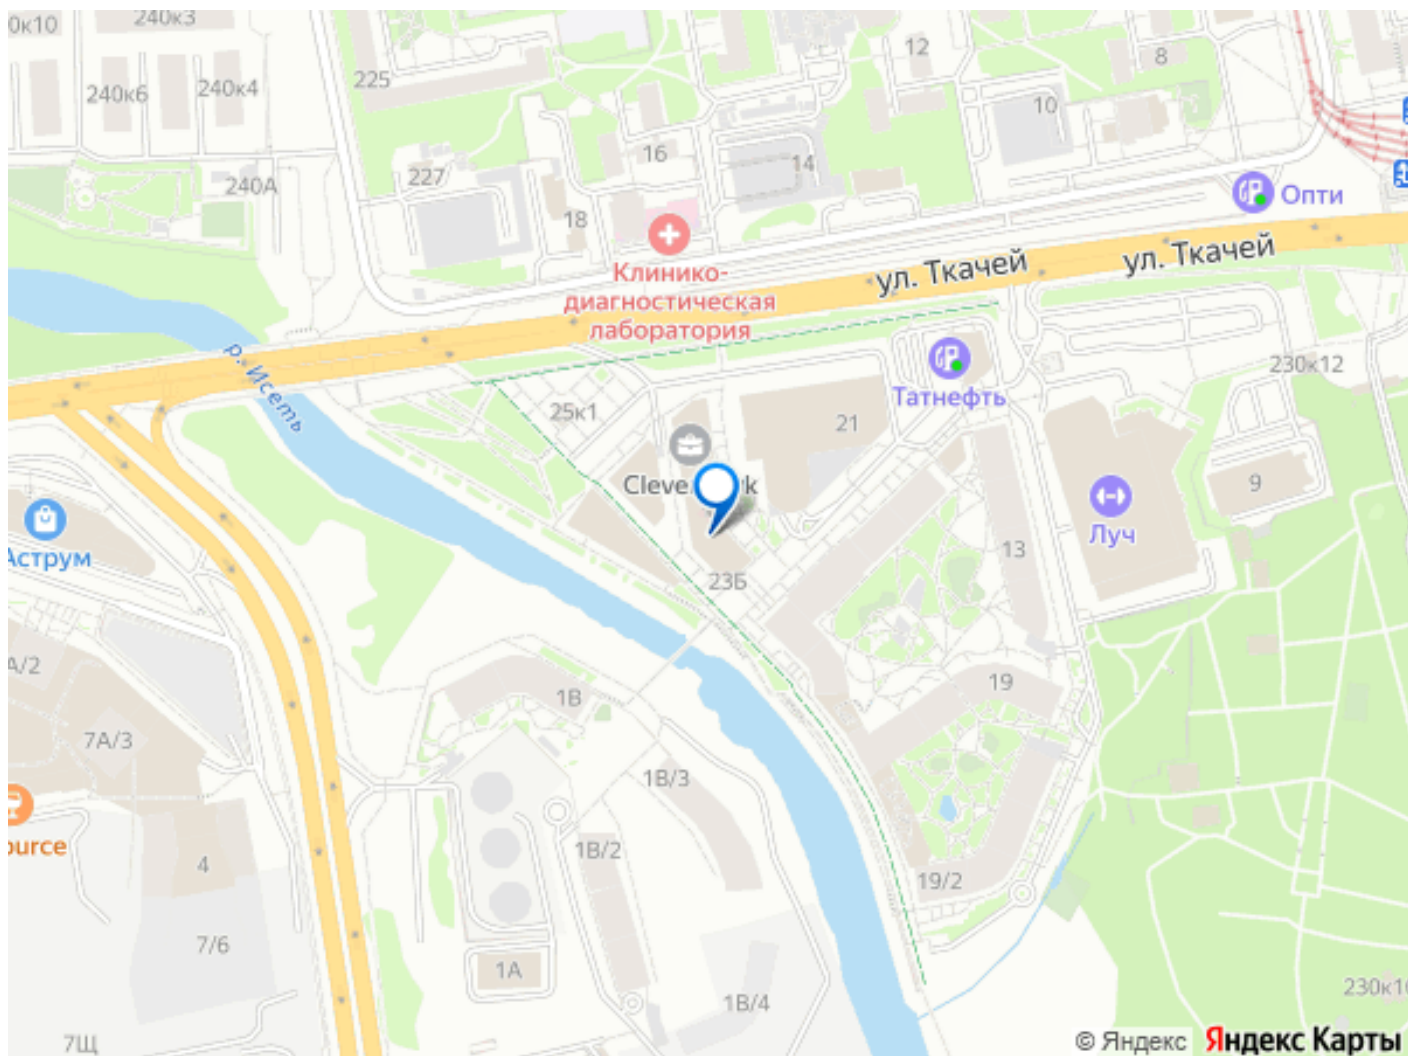 240к3
0к10
12
8
225
240к6
240к4
10
16
14
227
240А
18
Опти
Клинико-
диагностическая
лаборатория
ул. Ткачей
ул. Ткачей
р. Исеть
Татнефть
230к12
25к1
21
9
Аструм
Луч
13
23Б
А/2
1В
19
7А/3
1В/3
ource
4
1В/2
19/2
7/6
1А
1В/4
230к1
7Щ
© Яндекс
Яндекс Карты